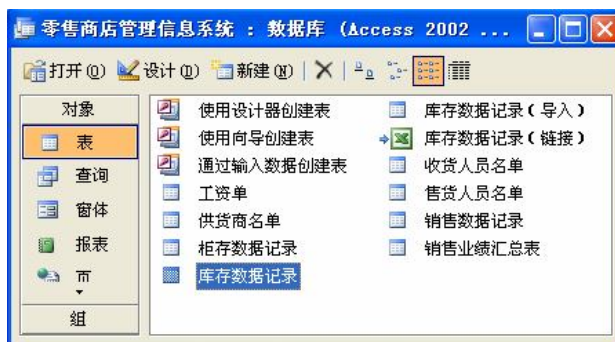 零售商店管理信息系统 : 数据库 (Access 2002 ...
打开(O) 设计(D) 新建(N)
对象
表
查询
窗体
报表
组
使用设计器创建表
使用向导创建表
通过输入数据创建表
工资单
供货商名单
柜存数据记录
库存数据记录
库存数据记录(导入)
库存数据记录(链接)
收货人员名单
售货人员名单
销售数据记录
销售业绩汇总表